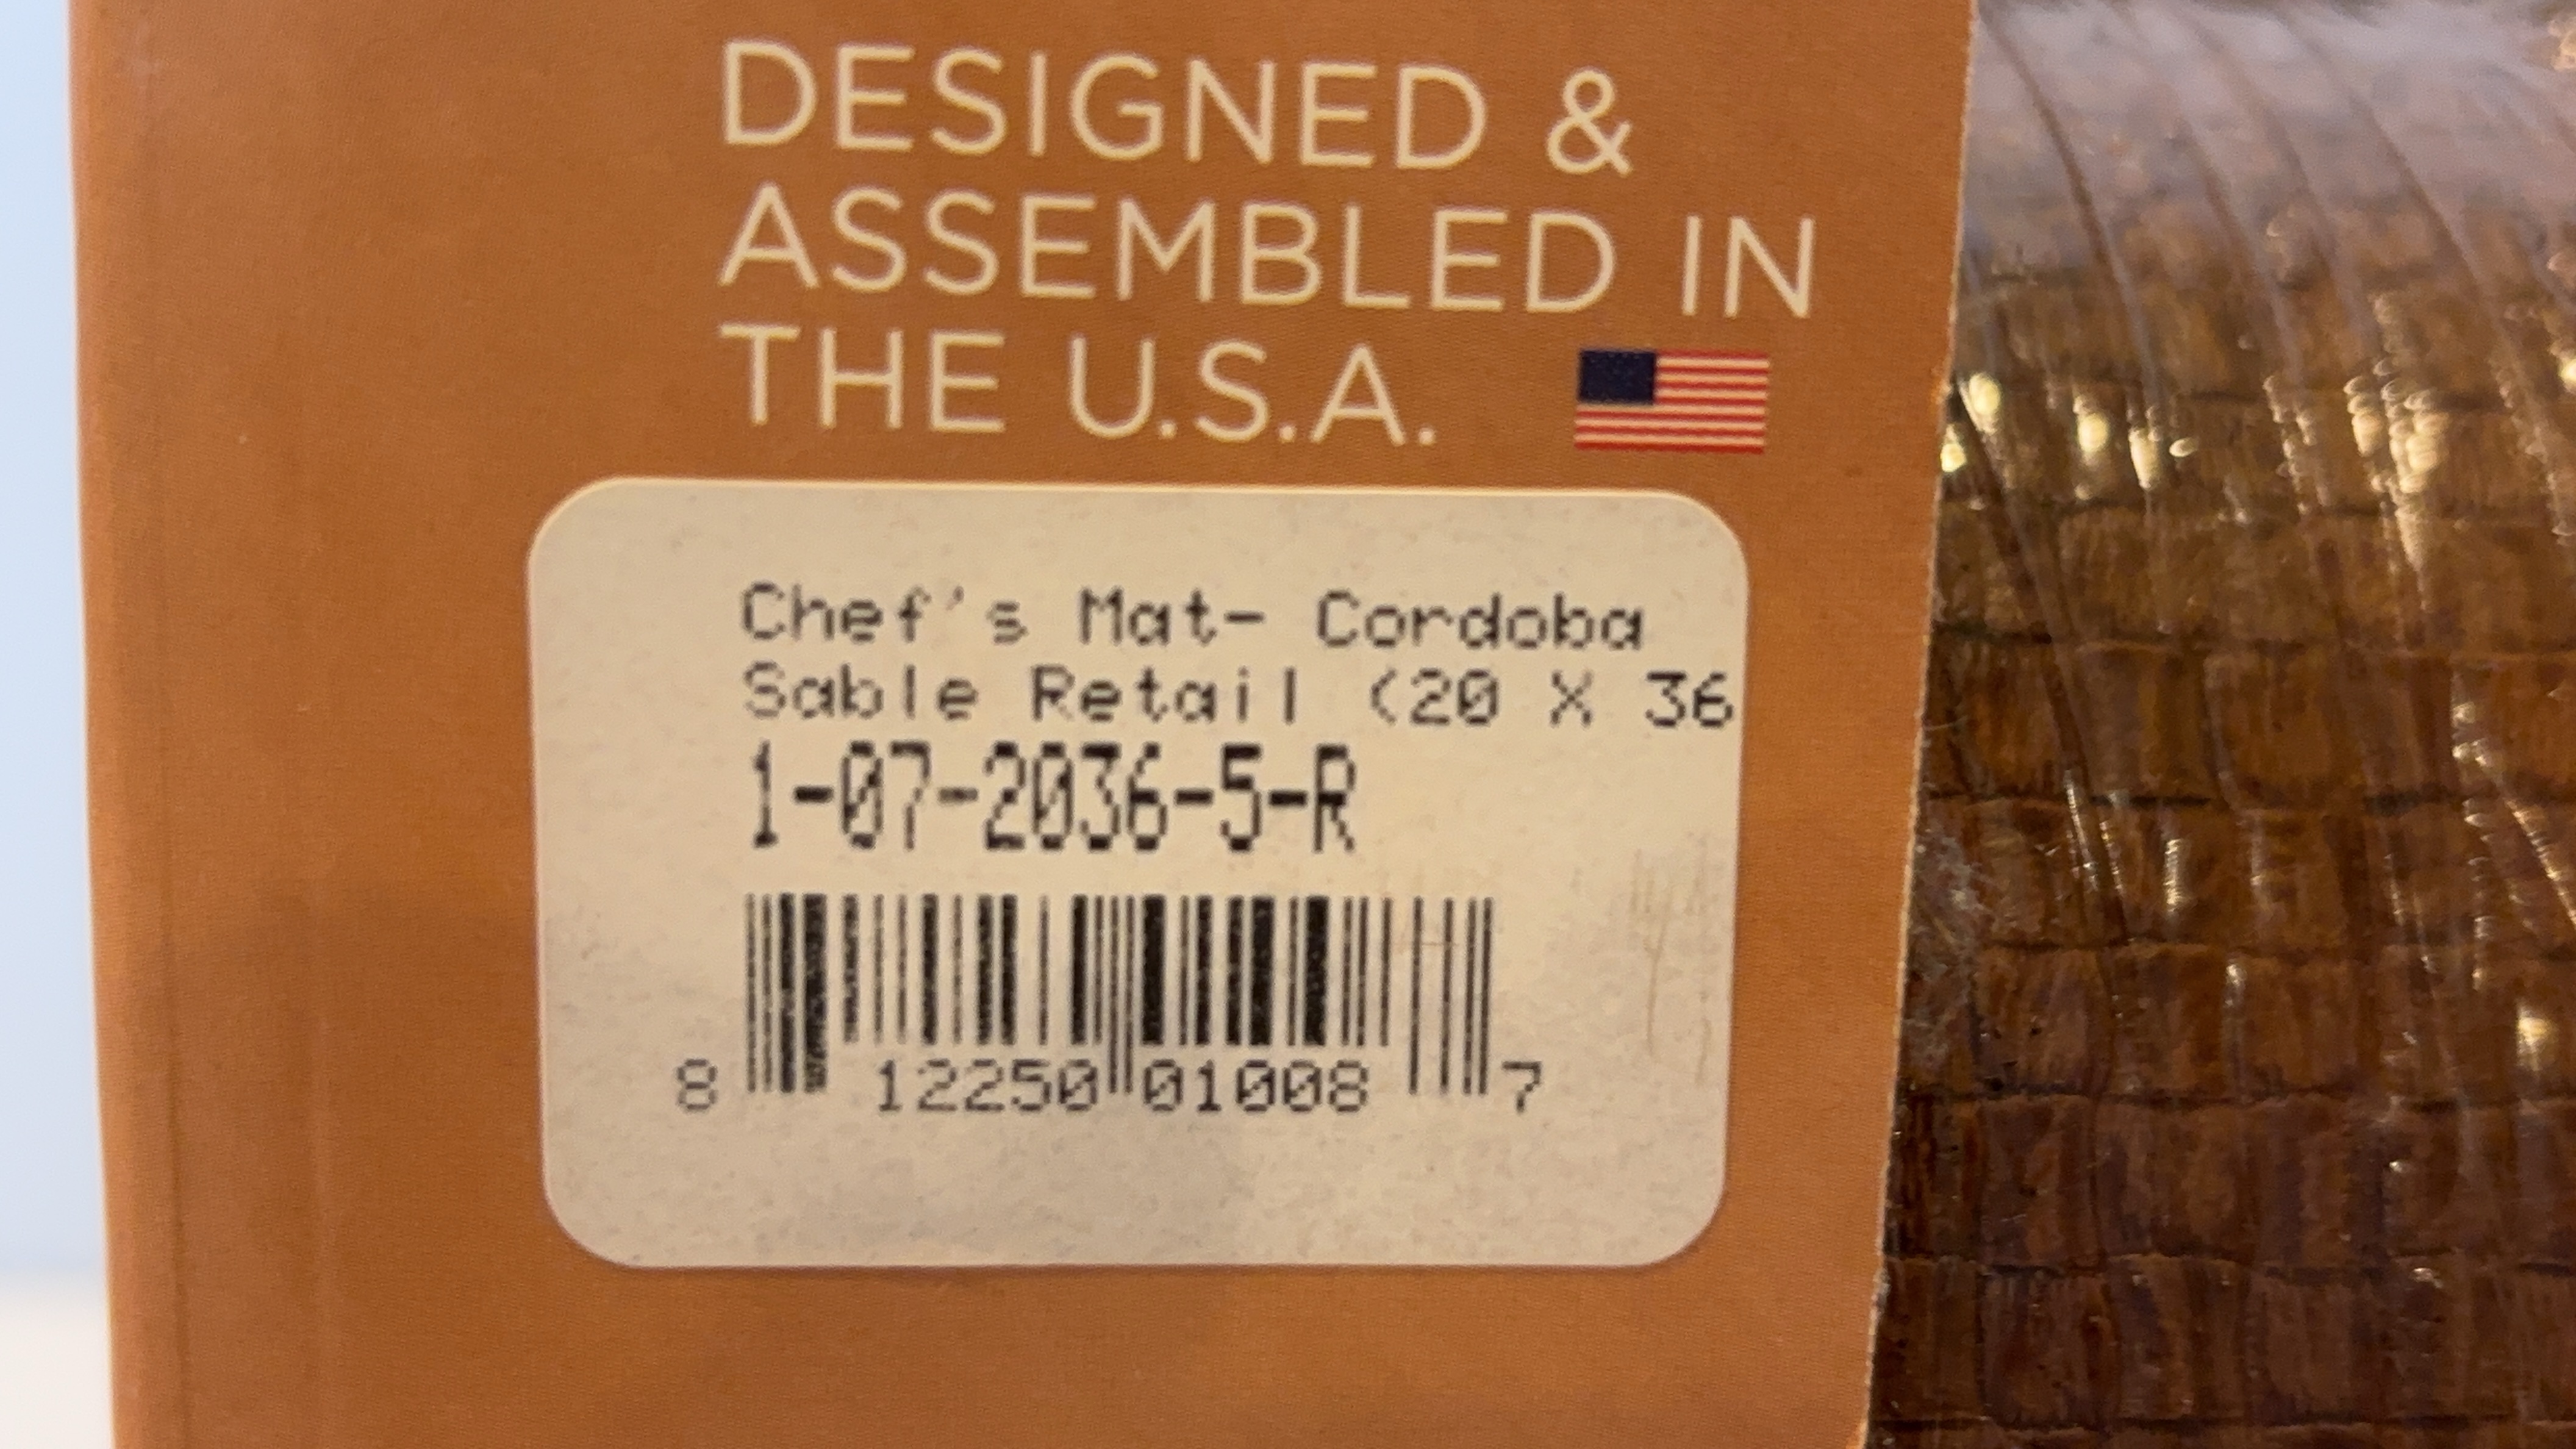 DESIGNED &
ASSEMBLED IN
THE U.S.A.
Chef's Mat- Cordoba
Sable Retail (20 X 36
1-07-2036-5-R
8 12250 01008 7